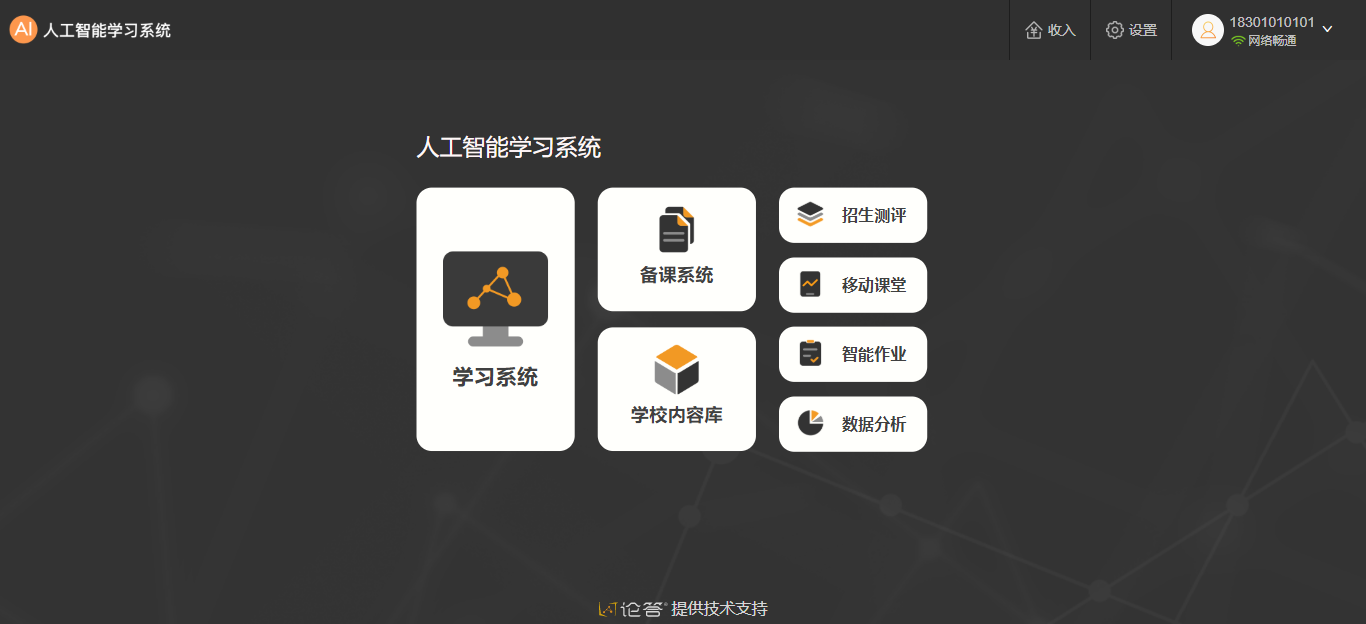 AI 人工智能学习系统
收入
设置
18301010101
网络畅通
人工智能学习系统
学习系统
备课系统
学校内容库
招生测评
移动课堂
智能作业
数据分析
论答® 提供技术支持